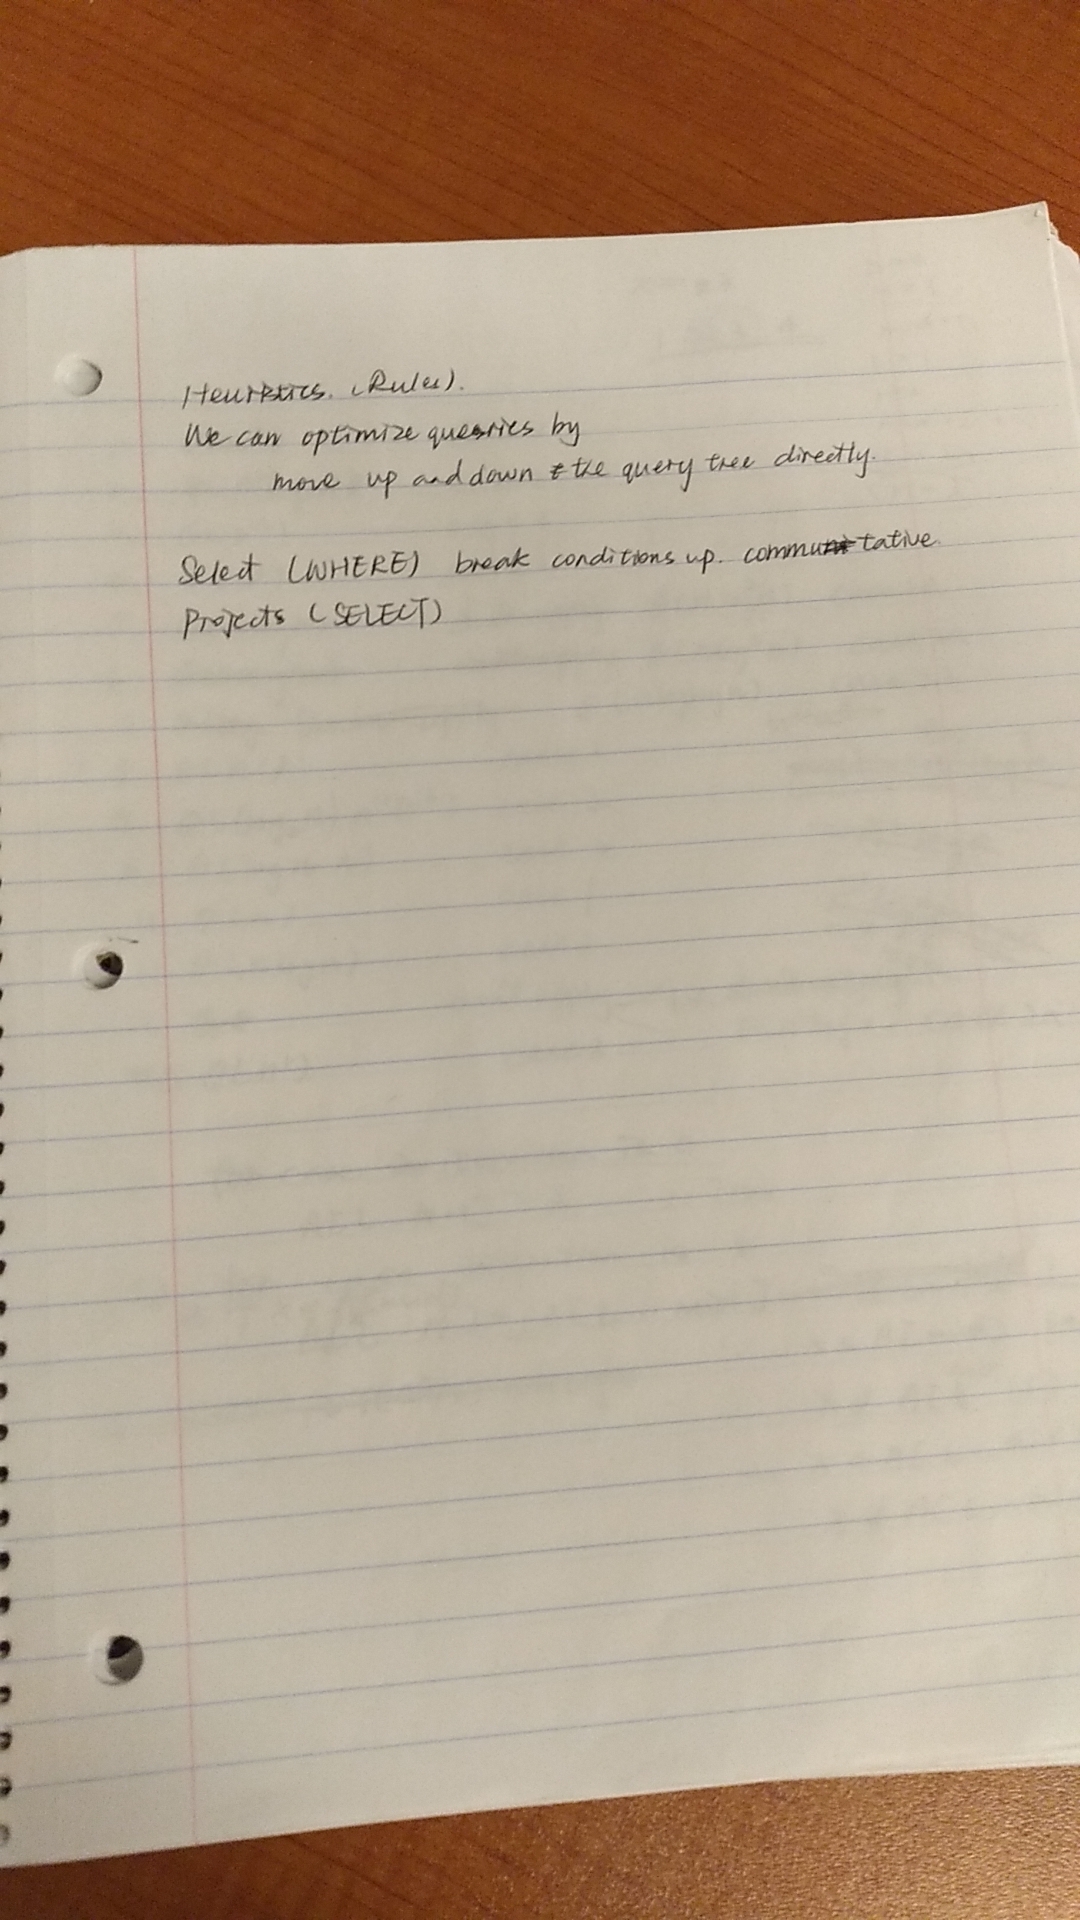 Heuristics. (Rules).
We can optimize queries by
move up and down the query tree directly.
Select (WHERE) break conditions up. commutative.
Projects (SELECT)